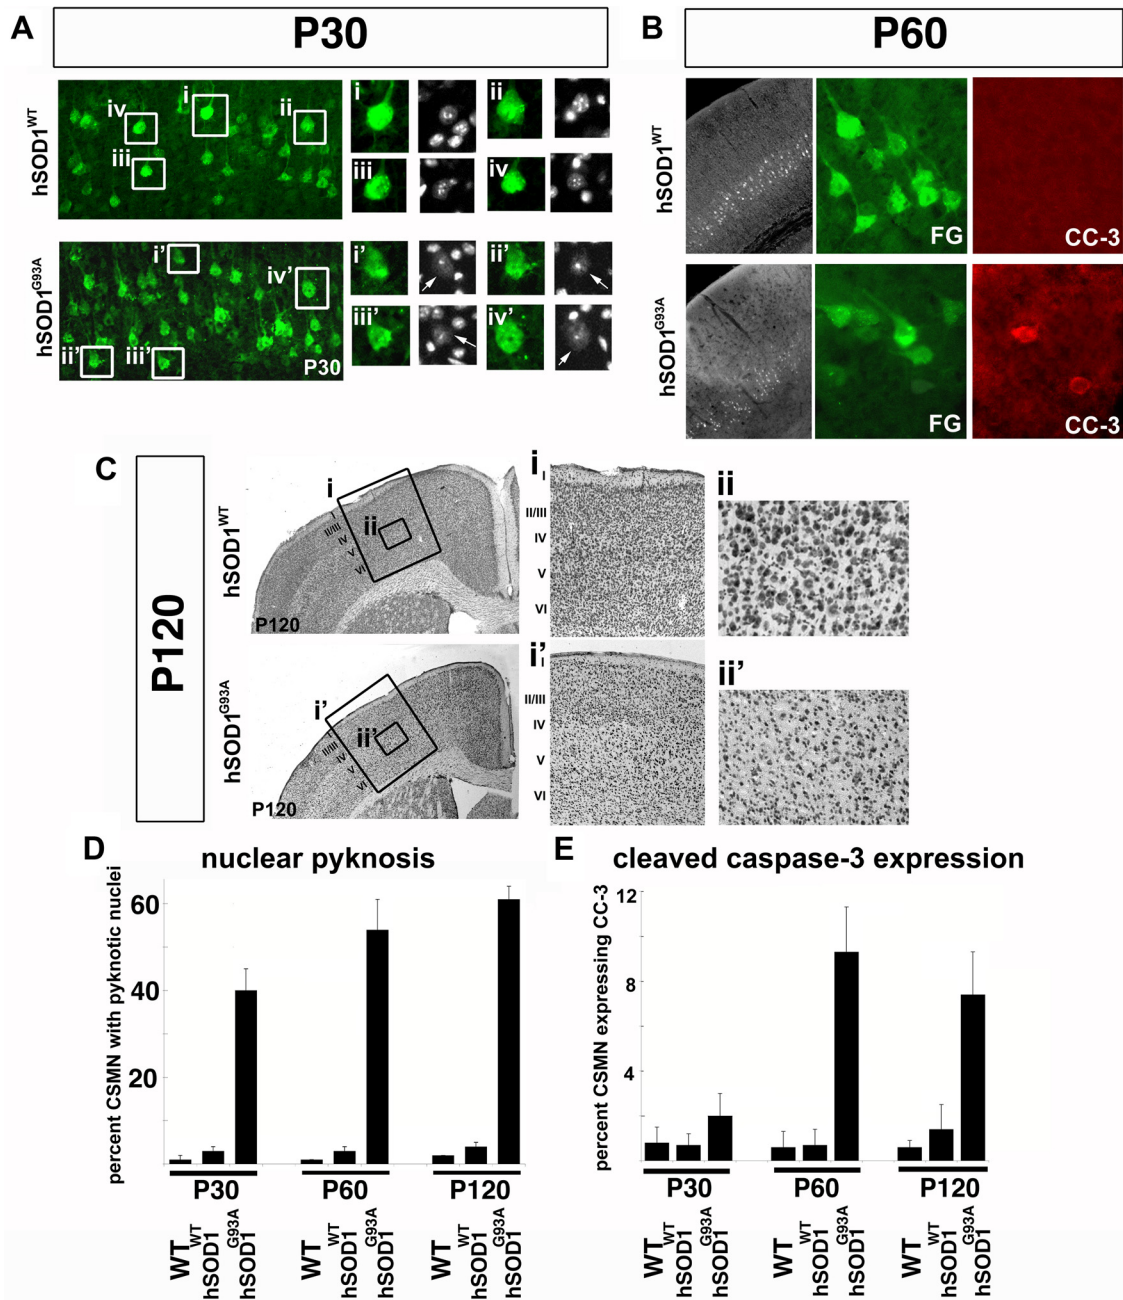 A
P30
hSOD1WT
iv
i
ii
iii
i
ii
iii
iv
hSOD1G93A
i’
iv’
ii’
iii’
P30
i’
ii’
iii’
iv’
B
P60
hSOD1WT
FG
CC-3
hSOD1G93A
FG
CC-3
C
P120
hSOD1WT
i
ii
I
II/III
IV
V
VI
P120
i
I
II/III
IV
V
VI
ii
hSOD1G93A
i’
ii’
I
II/III
IV
V
VI
P120
i’
I
II/III
IV
V
VI
ii’
D
nuclear pyknosis
percent CSMN with pyknotic nuclei
60
40
20
P30
P60
P120
WT
hSOD1WT
hSOD1G93A
WT
hSOD1WT
hSOD1G93A
WT
hSOD1WT
hSOD1G93A
E
cleaved caspase-3 expression
percent CSMN expressing CC-3
12
8
4
P30
P60
P120
WT
hSOD1WT
hSOD1G93A
WT
hSOD1WT
hSOD1G93A
WT
hSOD1WT
hSOD1G93A